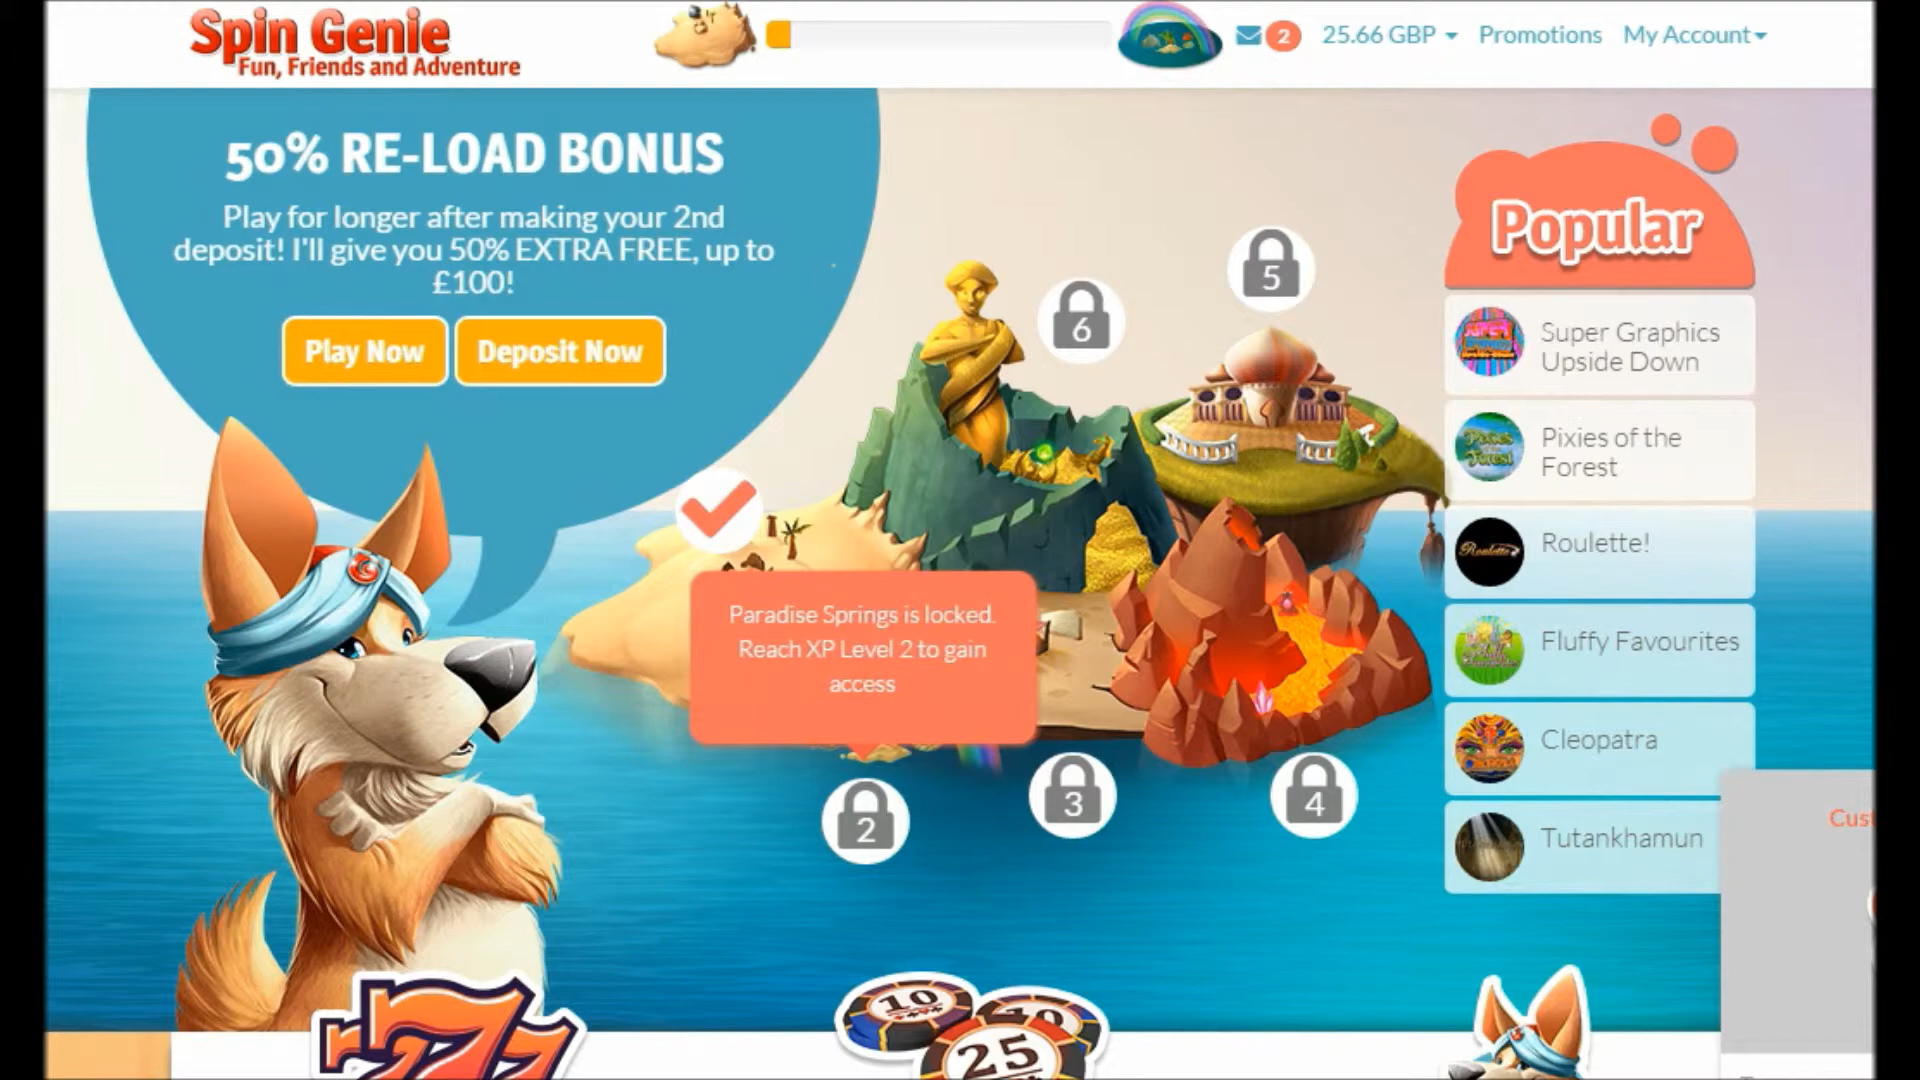 Spin Genie
Fun, Friends and Adventure
2
25.66 GBP
Promotions
My Account
50% RE-LOAD BONUS
Play for longer after making your 2nd
deposit! I'll give you 50% EXTRA FREE, up to
£100!
Play Now
Deposit Now
5
6
Popular
Super Graphics
Upside Down
Pixies of the
Forest
Roulette!
Roulette
Fluffy Favourites
Cleopatra
Tutankhamun
Paradise Springs is locked.
Reach XP Level 2 to gain
access
2
3
4
777
10
25